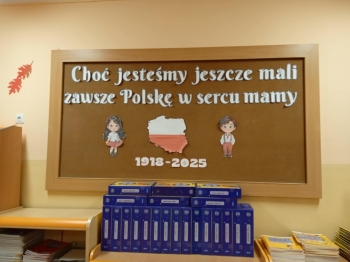 Choć jesteśmy jeszcze mali
zawsze Polskę w sercu mamy
1918-2025